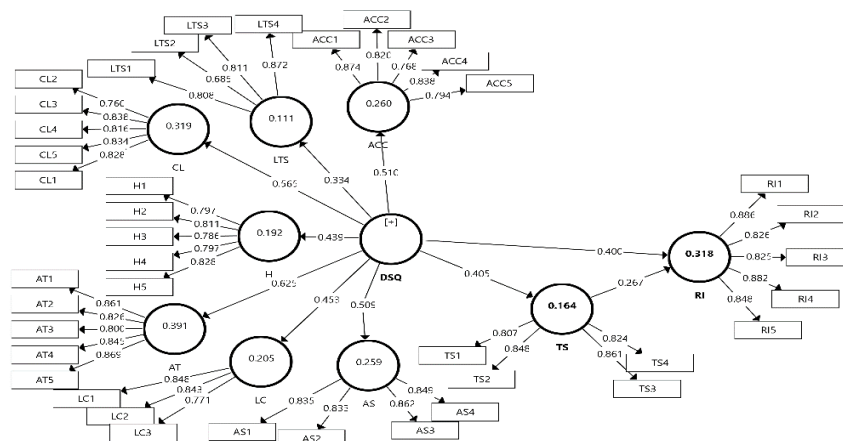 ACC2
LTS3
LTS4
LTS2
ACC1
ACC3
0.820
0.811
ACC4
LTS1
0.685
0.872
0.874
0.768
0.838
ACC5
CL2
0.808
0.794
0.760
0.260
CL3
0.838
0.319
0.111
CL4
0.816
ACC
CL5
0.834
LTS
CL1
0.828
CL
0.510
0.334
0.565
H1
RI1
H2
0.797
[+]
0.886
RI2
0.811
0.192
0.439
0.826
H3
0.786
0.400
0.318
0.825
RI3
H4
0.797
H
DSQ
0.828
0.405
0.267
RI
0.882
AT1
H5
0.625
0.848
RI4
0.861
0.453
0.509
AT2
0.826
0.164
RI5
AT3
0.800
0.391
0.807
0.824
AT4
0.845
0.848
TS
0.861
TS4
AT5
0.869
AT
0.205
0.259
TS1
TS2
TS3
LC1
0.848
LC
AS
0.849
LC2
0.843
0.835
0.862
AS4
LC3
0.771
0.833
AS1
AS2
AS3